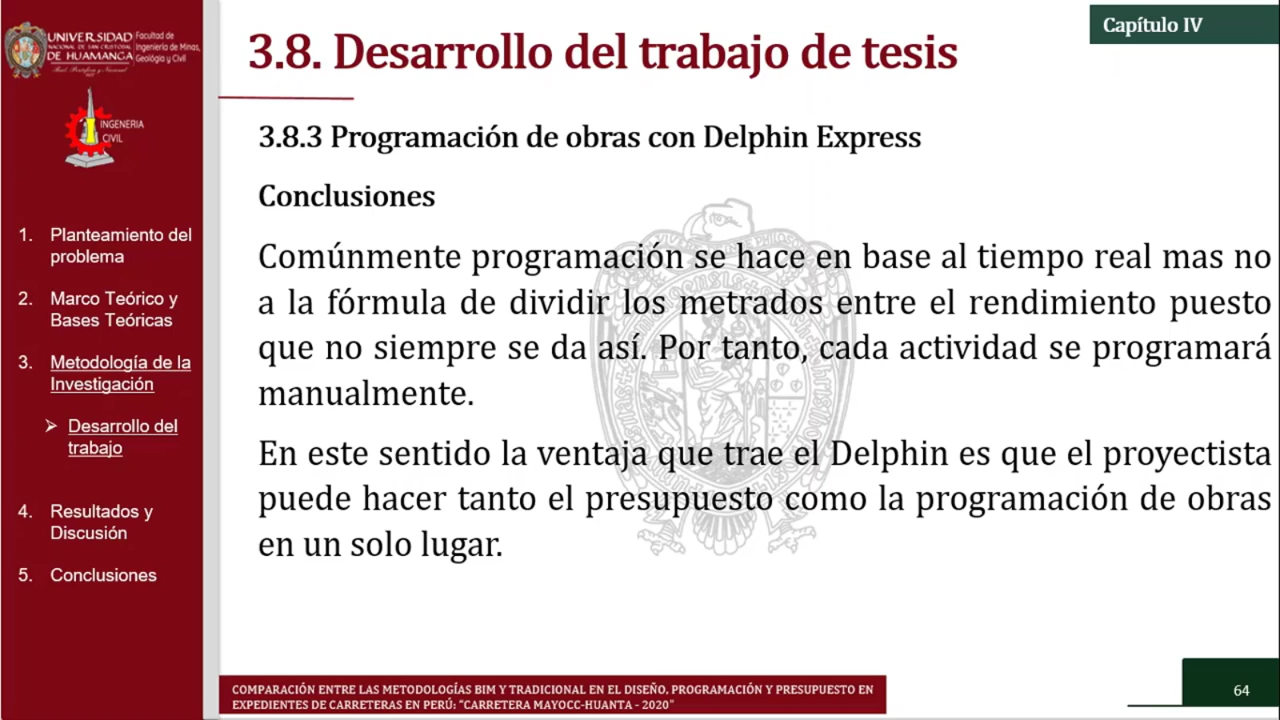 UNIVERSIDAD
NACIONAL DE SAN CRISTOBAL
DE HUAMANGA
Real, Pontificia y Nacional
Facultad de
Ingeniería de Minas,
Geología y Civil
INGENERIA
CIVIL
1. Planteamiento del
problema
2. Marco Teórico y
Bases Teóricas
3. Metodología de la
Investigación
➢ Desarrollo del
trabajo
4. Resultados y
Discusión
5. Conclusiones
Capítulo IV
3.8. Desarrollo del trabajo de tesis
3.8.3 Programación de obras con Delphin Express
Conclusiones
Comúnmente programación se hace en base al tiempo real mas no
a la fórmula de dividir los metrados entre el rendimiento puesto
que no siempre se da así. Por tanto, cada actividad se programará
manualmente.
En este sentido la ventaja que trae el Delphin es que el proyectista
puede hacer tanto el presupuesto como la programación de obras
en un solo lugar.
COMPARACIÓN ENTRE LAS METODOLOGÍAS BIM Y TRADICIONAL EN EL DISEÑO, PROGRAMACIÓN Y PRESUPUESTO EN
EXPEDIENTES DE CARRETERAS EN PERÚ: "CARRETERA MAYOCC-HUANTA - 2020"
64